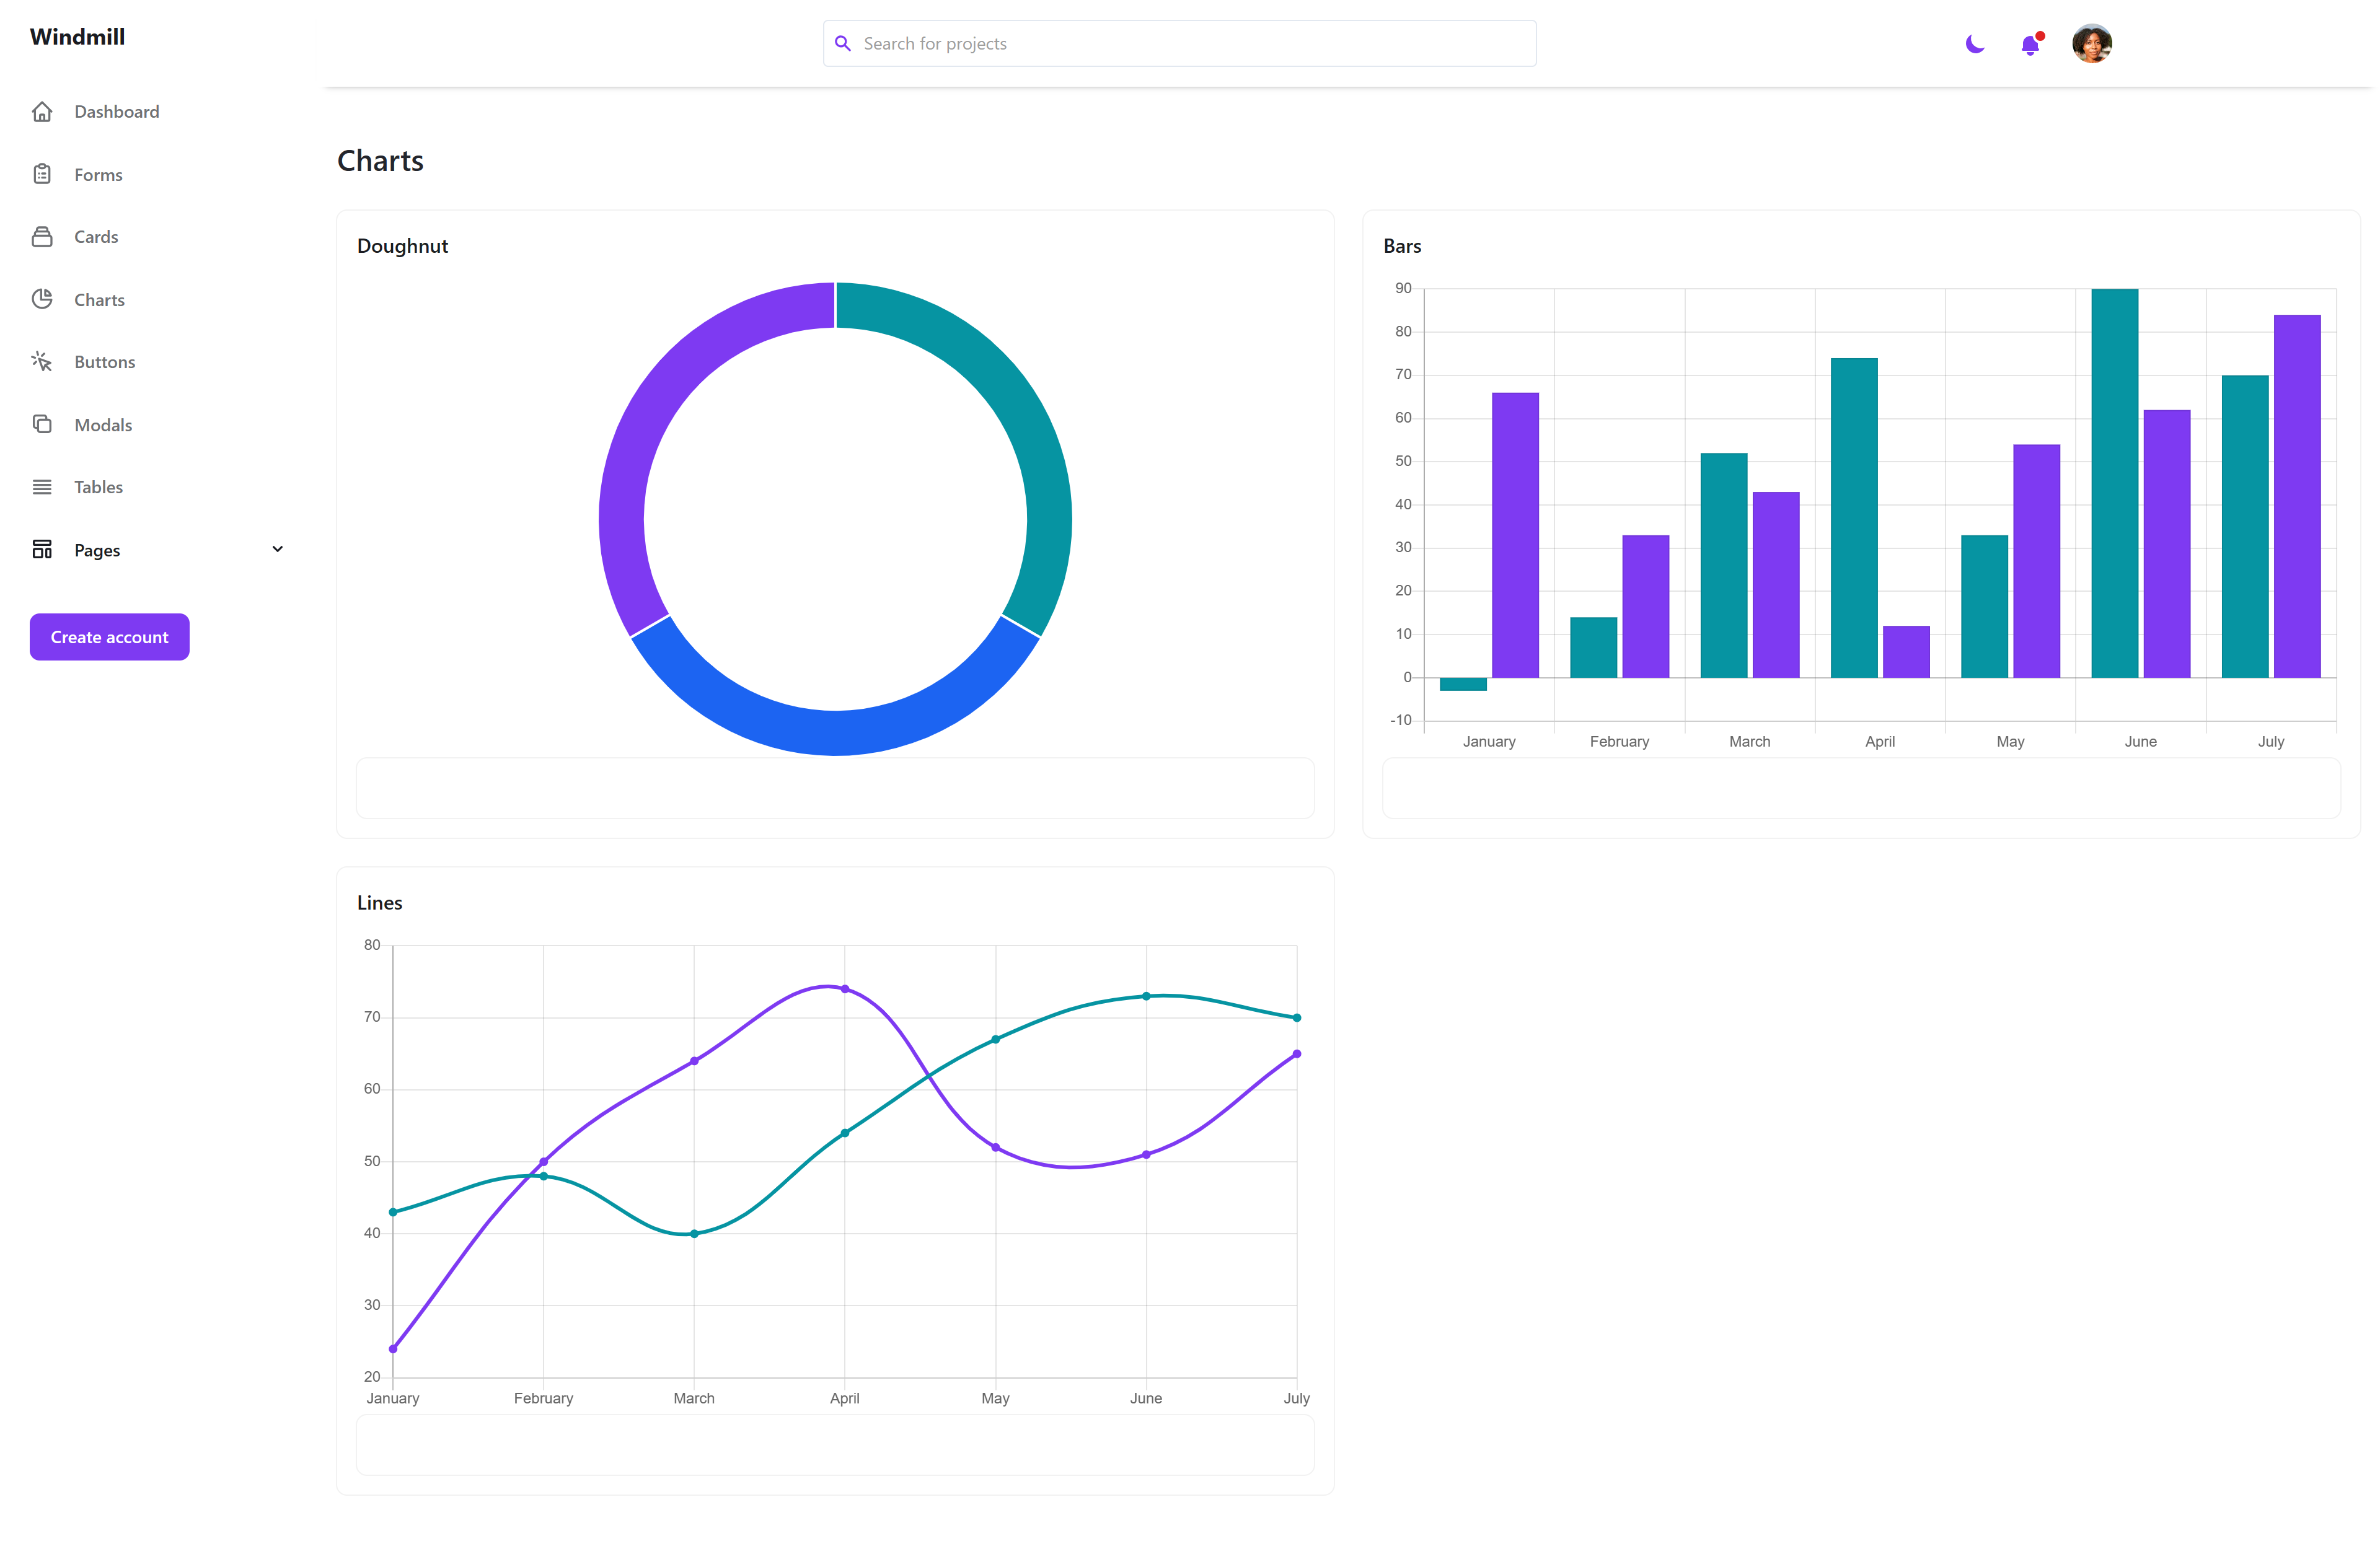 Windmill
Search for projects
Dashboard
Forms
Cards
Charts
Buttons
Modals
Tables
Pages
Create account
Charts
Doughnut
Bars
90
80
70
60
50
40
30
20
10
0
-10
January February March April May June July
Lines
80
70
60
50
40
30
20
January February March April May June July